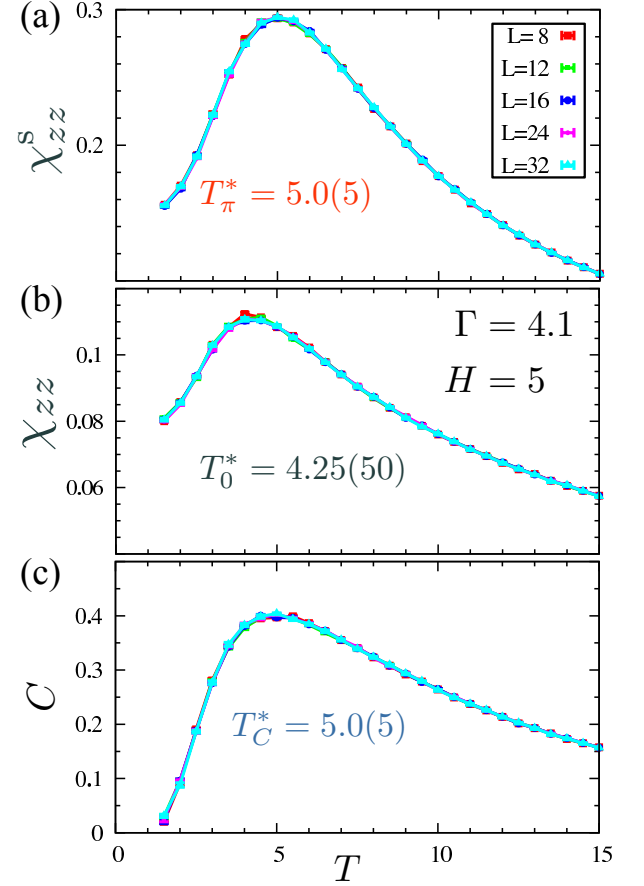 (a)
χˢ_zz
0.3
0.2
T*_π = 5.0(5)
L= 8
L=12
L=16
L=24
L=32
(b)
χ_zz
0.1
0.08
0.06
Γ = 4.1
H = 5
T*_0 = 4.25(50)
(c)
C
0.4
0.3
0.2
0.1
0
T*_C = 5.0(5)
0 5 10 15
T